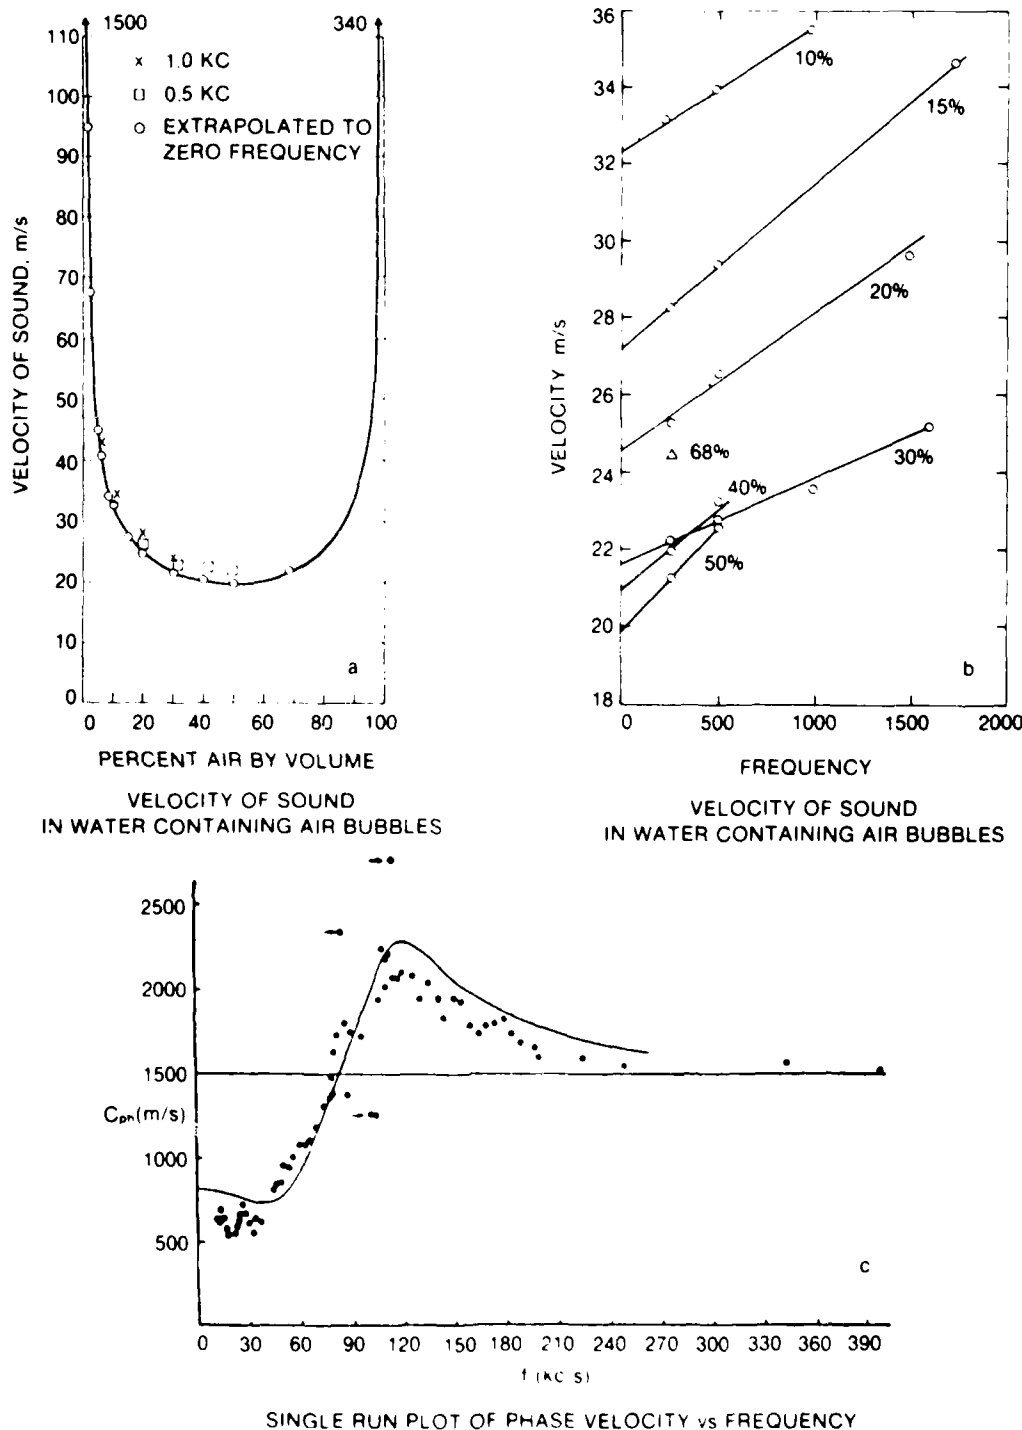 1500
340
110
100
90
80
70
60
50
40
30
20
10
0
VELOCITY OF SOUND. m/s
x 1.0 KC
□ 0.5 KC
○ EXTRAPOLATED TO
ZERO FREQUENCY
a
0 20 40 60 80 100
PERCENT AIR BY VOLUME
VELOCITY OF SOUND
IN WATER CONTAINING AIR BUBBLES
36
34
32
30
28
26
24
22
20
18
VELOCITY m/s
10%
15%
20%
68%
30%
40%
50%
b
0 500 1000 1500 2000
FREQUENCY
VELOCITY OF SOUND
IN WATER CONTAINING AIR BUBBLES
2500
2000
1500
Cph(m/s)
1000
500
c
0 30 60 90 120 150 180 210 240 270 300 330 360 390
f (KC S)
SINGLE RUN PLOT OF PHASE VELOCITY vs FREQUENCY